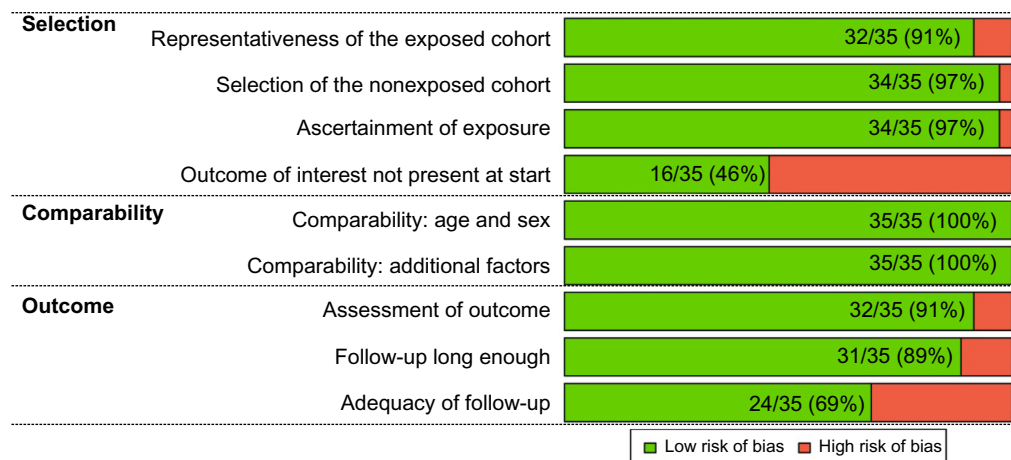 Selection
Representativeness of the exposed cohort 32/35 (91%)
Selection of the nonexposed cohort 34/35 (97%)
Ascertainment of exposure 34/35 (97%)
Outcome of interest not present at start 16/35 (46%)
Comparability
Comparability: age and sex 35/35 (100%)
Comparability: additional factors 35/35 (100%)
Outcome
Assessment of outcome 32/35 (91%)
Follow-up long enough 31/35 (89%)
Adequacy of follow-up 24/35 (69%)
Low risk of bias High risk of bias